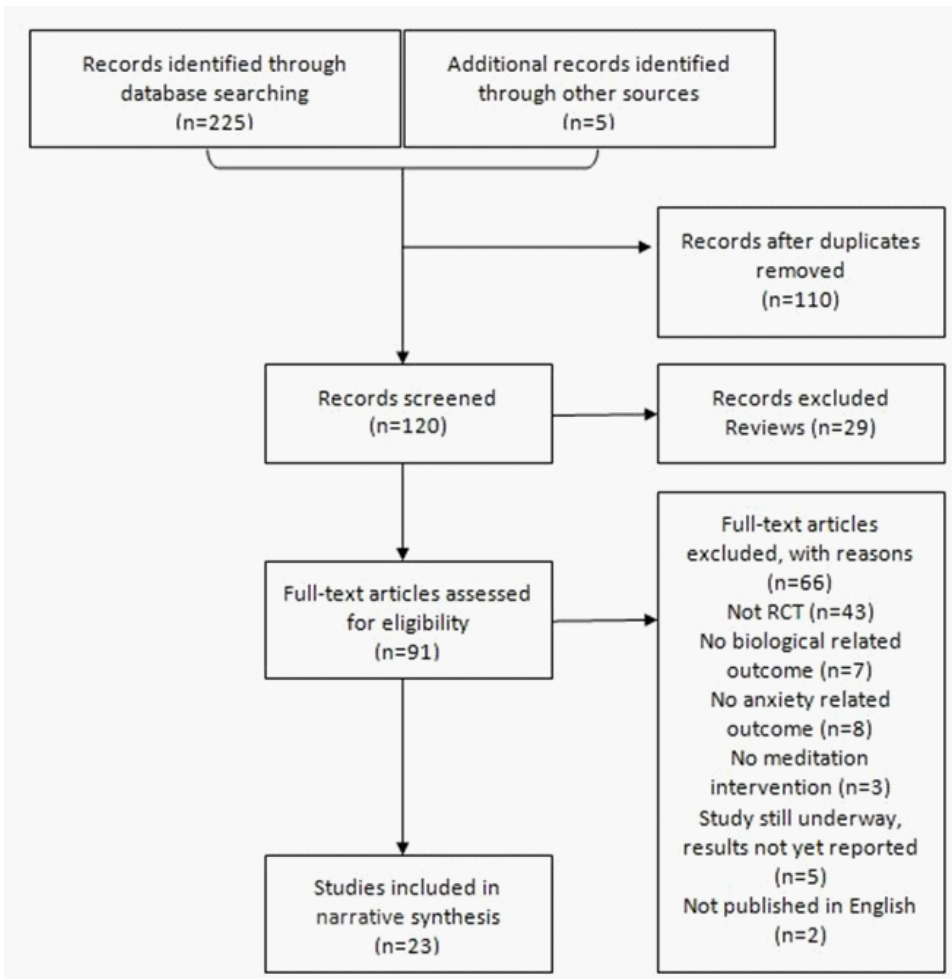 Records identified through
database searching
(n=225)
Additional records identified
through other sources
(n=5)
Records after duplicates
removed
(n=110)
Records screened
(n=120)
Records excluded
Reviews (n=29)
Full-text articles assessed
for eligibility
(n=91)
Full-text articles
excluded, with reasons
(n=66)
Not RCT (n=43)
No biological related
outcome (n=7)
No anxiety related
outcome (n=8)
No meditation
intervention (n=3)
Study still underway,
results not yet reported
(n=5)
Not published in English
(n=2)
Studies included in
narrative synthesis
(n=23)